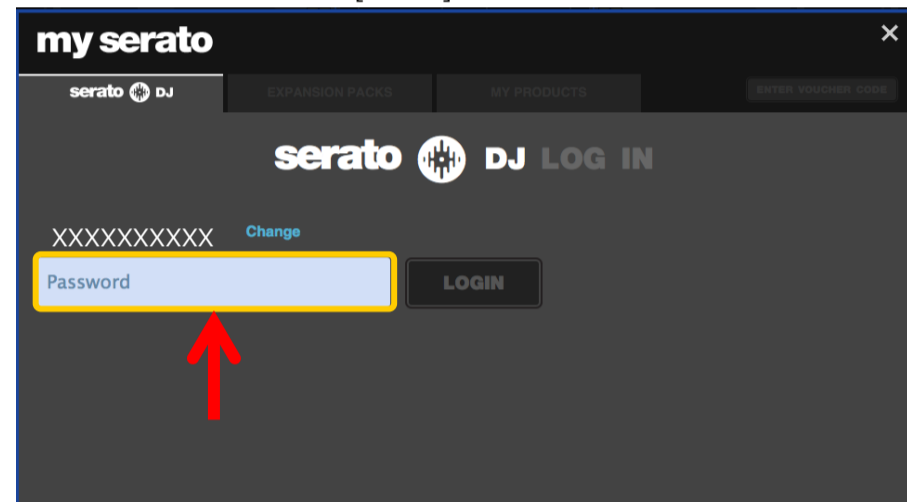 my serato
serato DJ EXPANSION PACKS MY PRODUCTS ENTER VOUCHER CODE
serato DJ LOG IN
XXXXXXXXXX Change
Password LOGIN